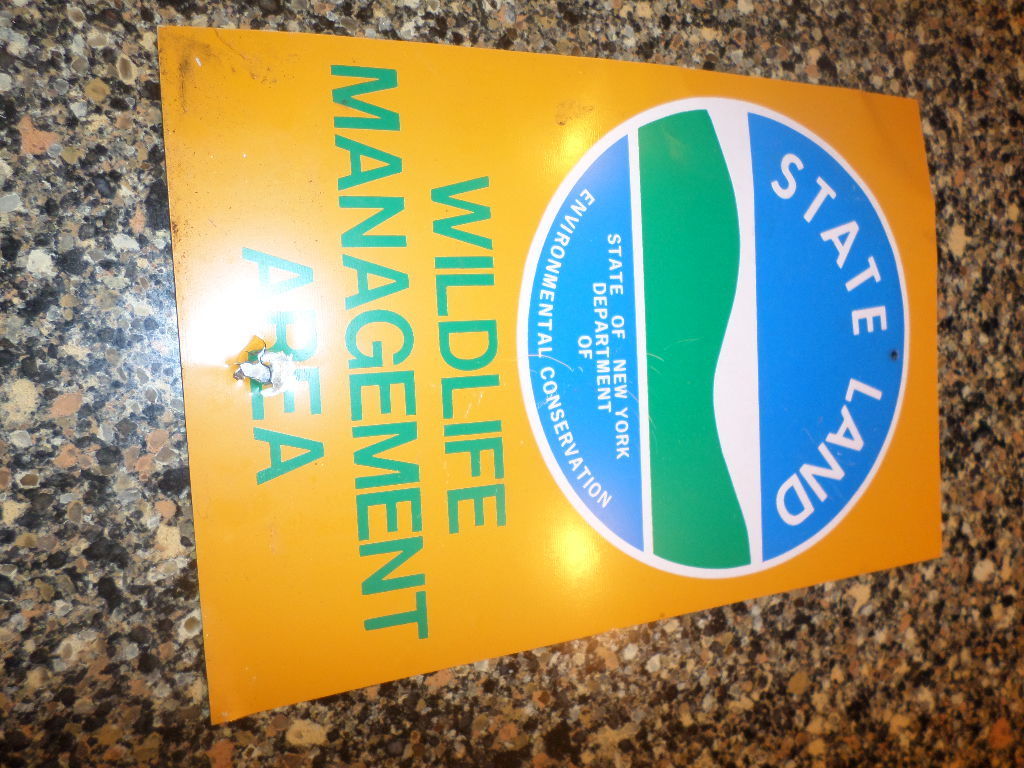 STATE LAND
STATE OF NEW YORK
DEPARTMENT
OF
ENVIRONMENTAL CONSERVATION
WILDLIFE
MANAGEMENT
AREA